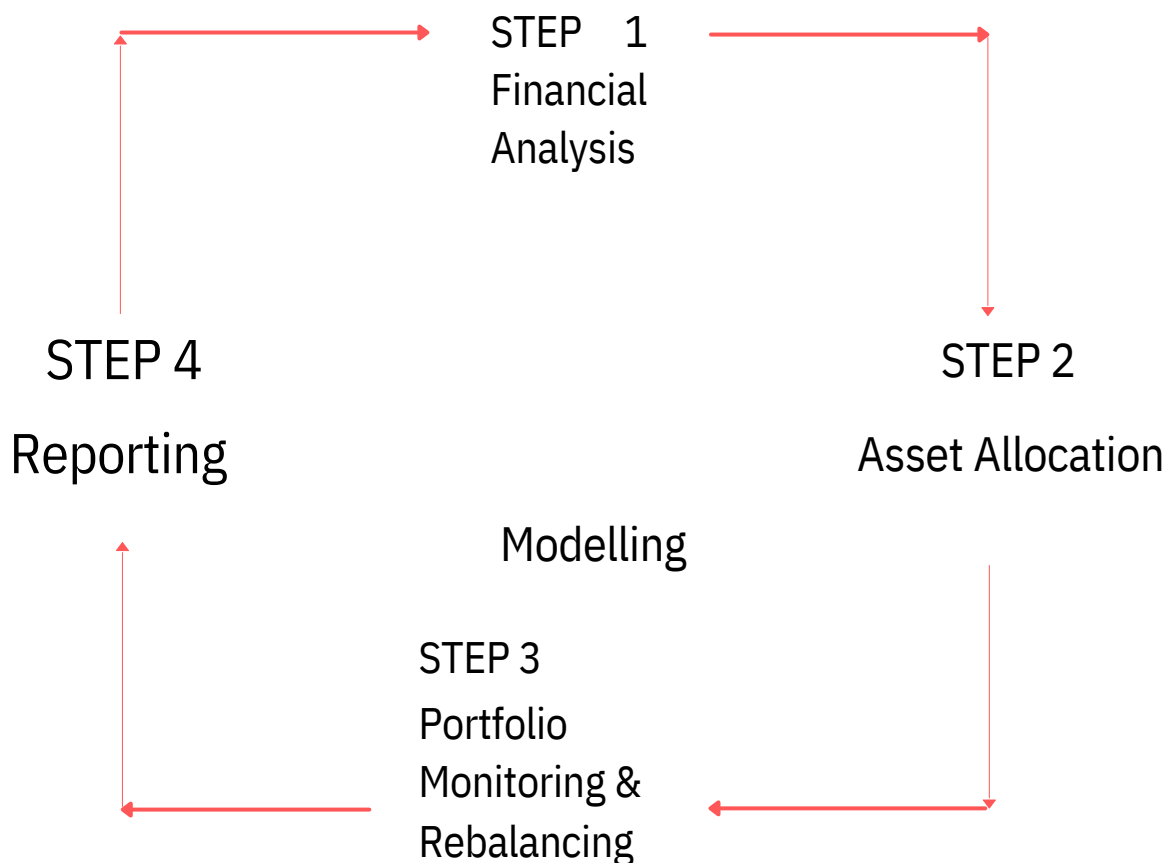 STEP 1
Financial
Analysis
STEP 4
Reporting
STEP 2
Asset Allocation
Modelling
STEP 3
Portfolio
Monitoring &
Rebalancing